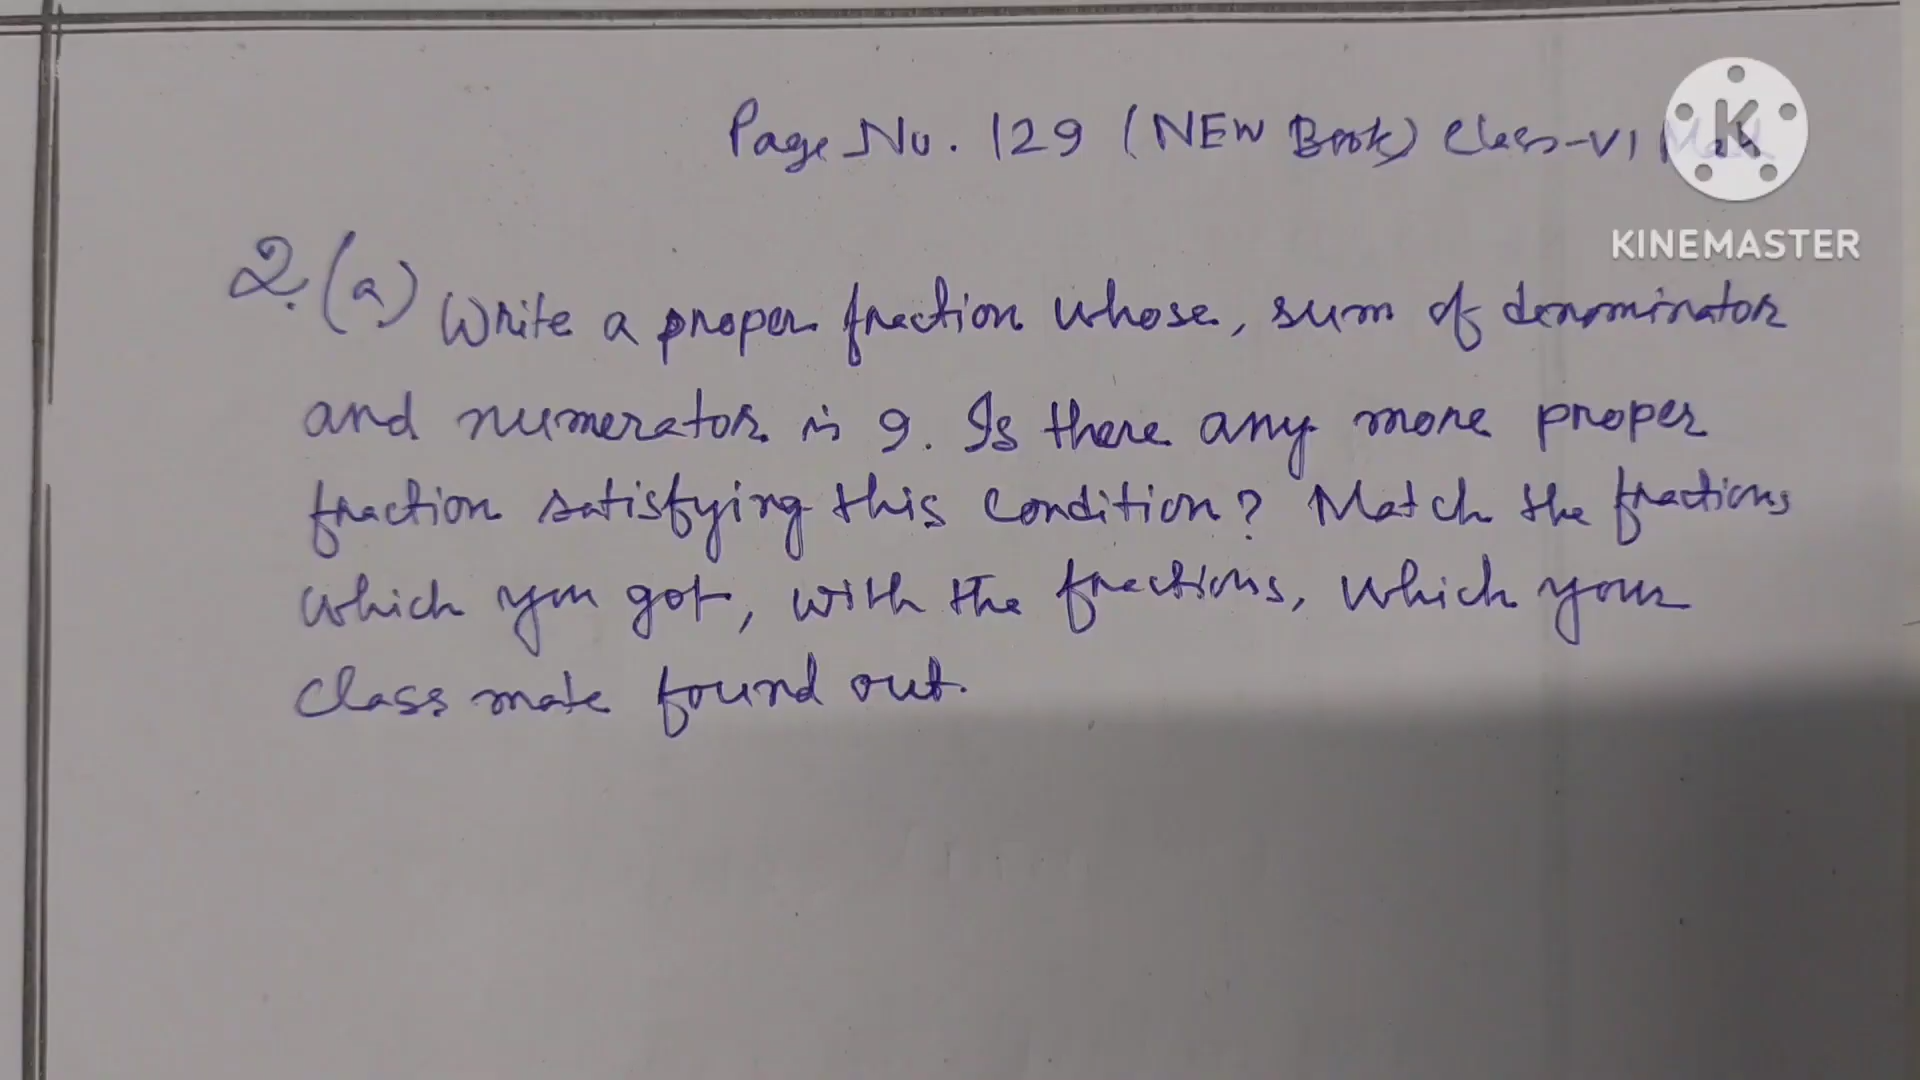 Page No. 129 (NEW Book) Class-VI Math
K
KINEMASTER
2.(a) Write a proper fraction whose, sum of denominator
and numerator is 9. Is there any more proper
fraction satisfying this condition? Match the fractions
which you got, with the fractions, which your
class mate found out.